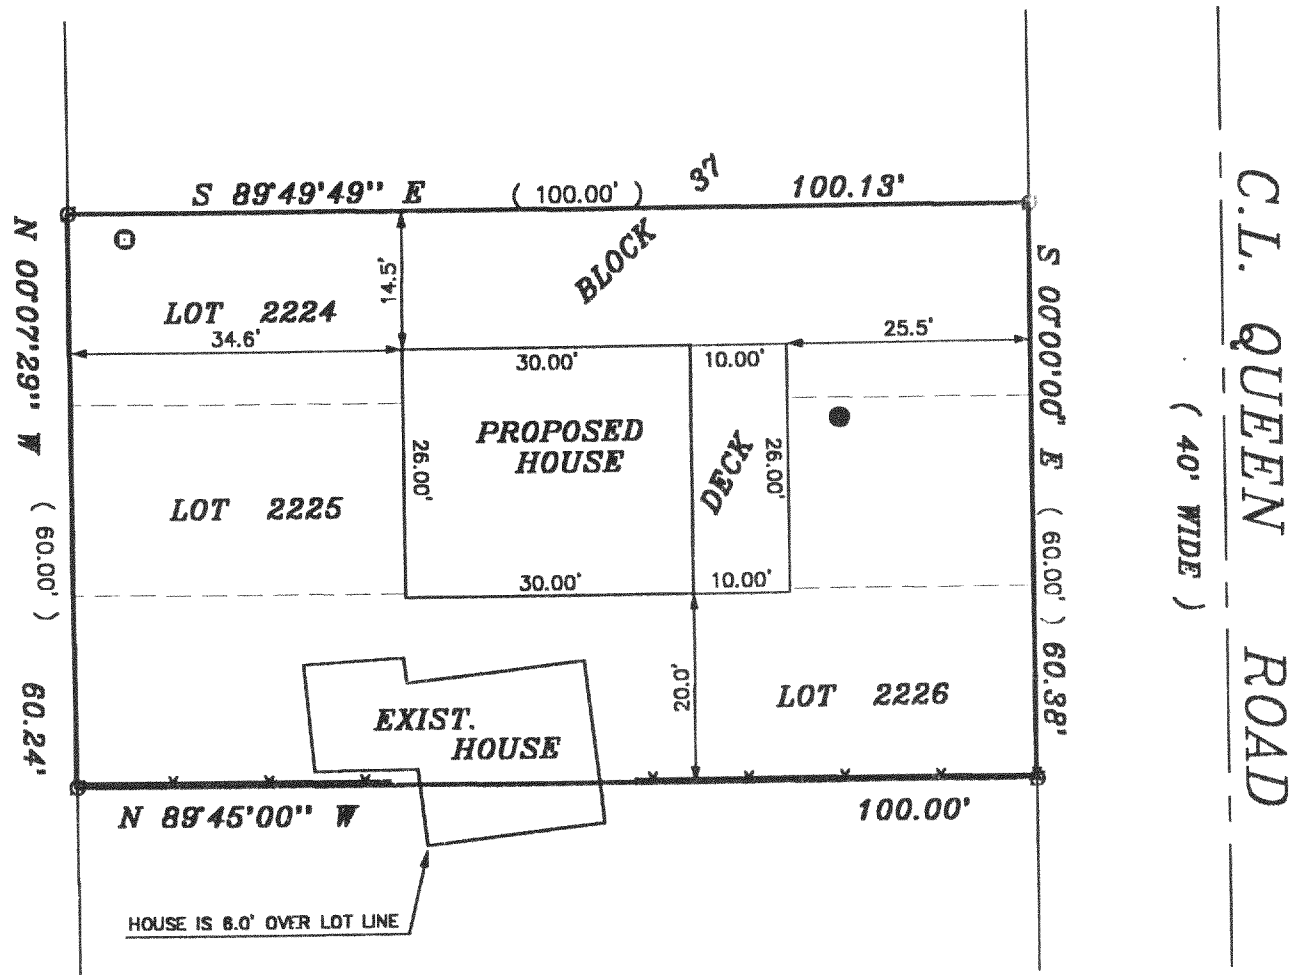 S 89°49'49" E
( 100.00' )
37
100.13'
BLOCK
N 00°07'29" W
( 60.00' )
60.24'
S 00°00'00" E
( 60.00' )
60.38'
C.L. QUEEN ROAD
( 40' WIDE )
14.5'
LOT 2224
34.6'
25.5'
30.00'
10.00'
PROPOSED
HOUSE
26.00'
DECK
26.00'
LOT 2225
30.00'
10.00'
20.0'
LOT 2226
EXIST.
HOUSE
N 89°45'00" W
100.00'
HOUSE IS 6.0' OVER LOT LINE